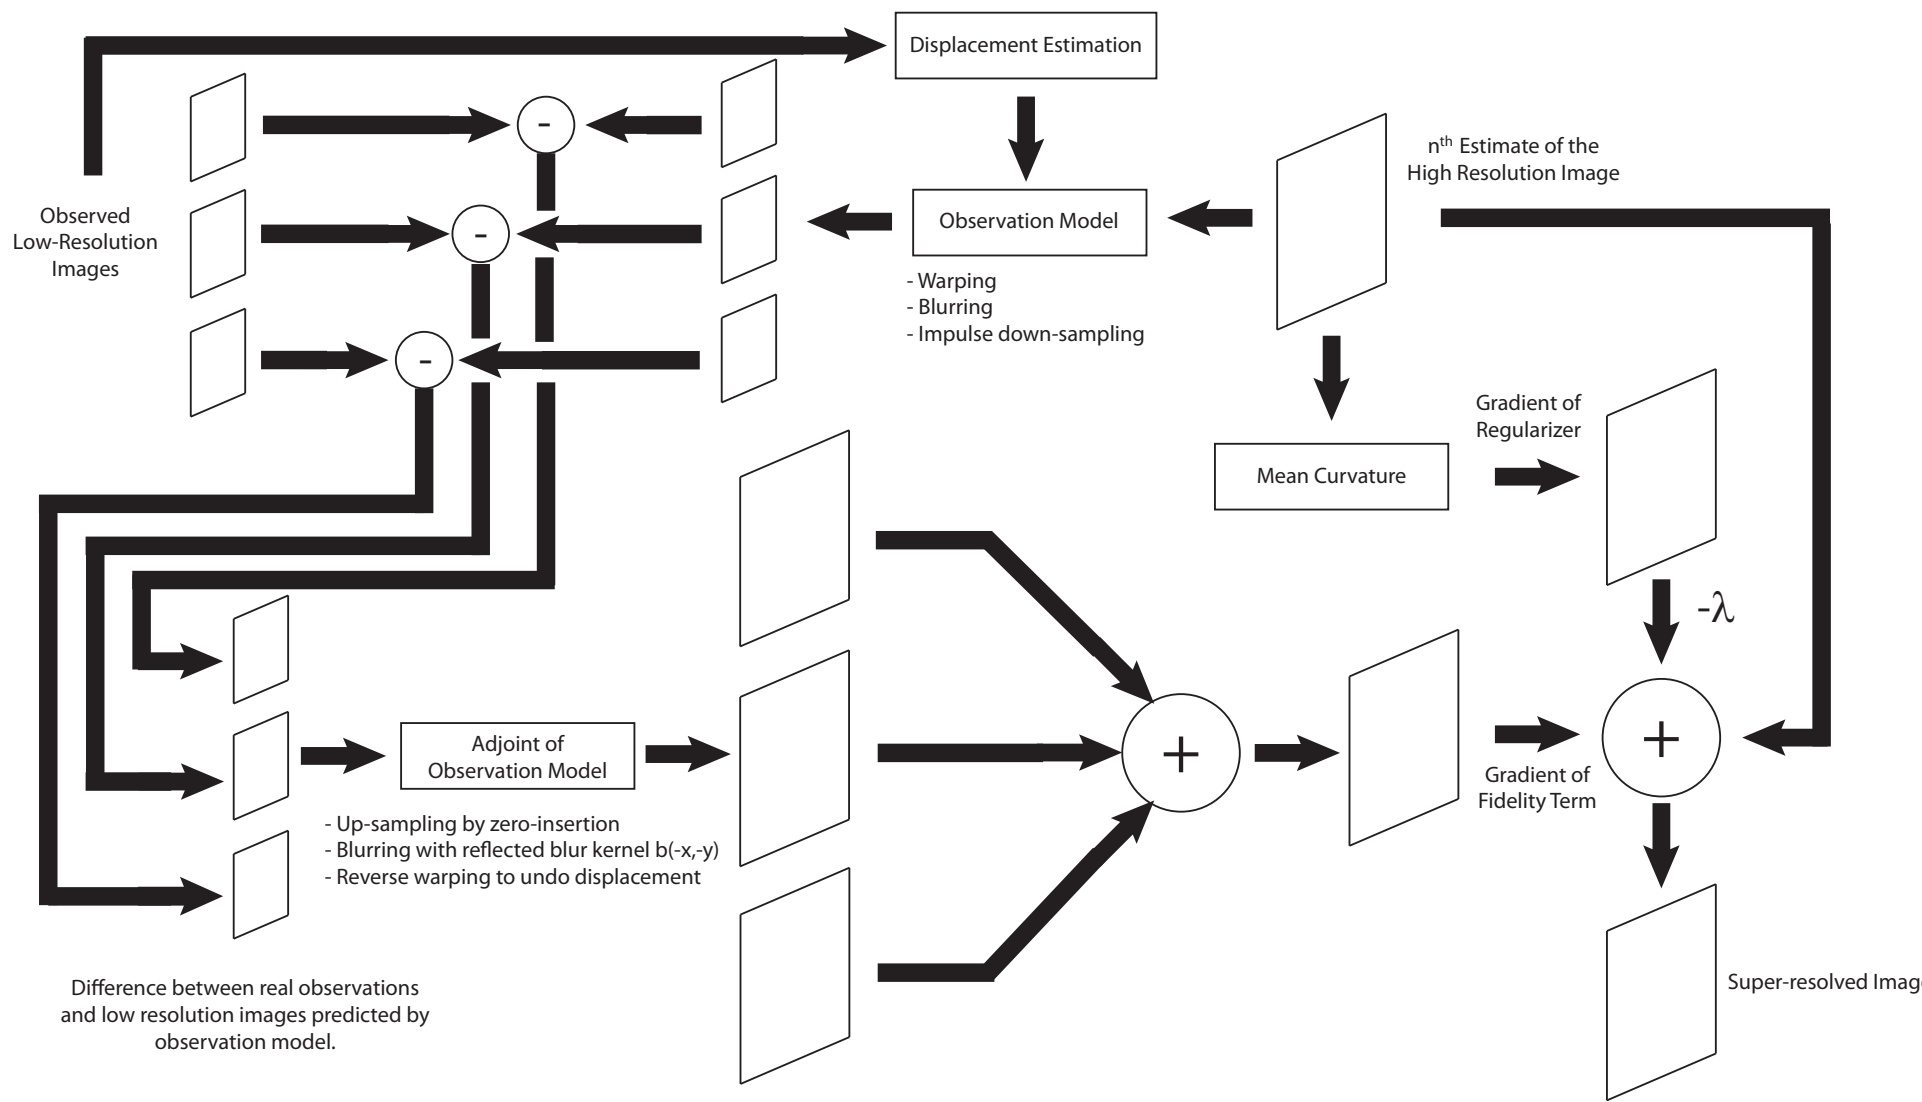 Displacement Estimation
nth Estimate of the
High Resolution Image
-
Observed
Low-Resolution
Images
-
Observation Model
- Warping
- Blurring
- Impulse down-sampling
-
Gradient of
Regularizer
Mean Curvature
-λ
Adjoint of
Observation Model
+
+
Gradient of
Fidelity Term
- Up-sampling by zero-insertion
- Blurring with reflected blur kernel b(-x,-y)
- Reverse warping to undo displacement
Difference between real observations
and low resolution images predicted by
observation model.
Super-resolved Imag